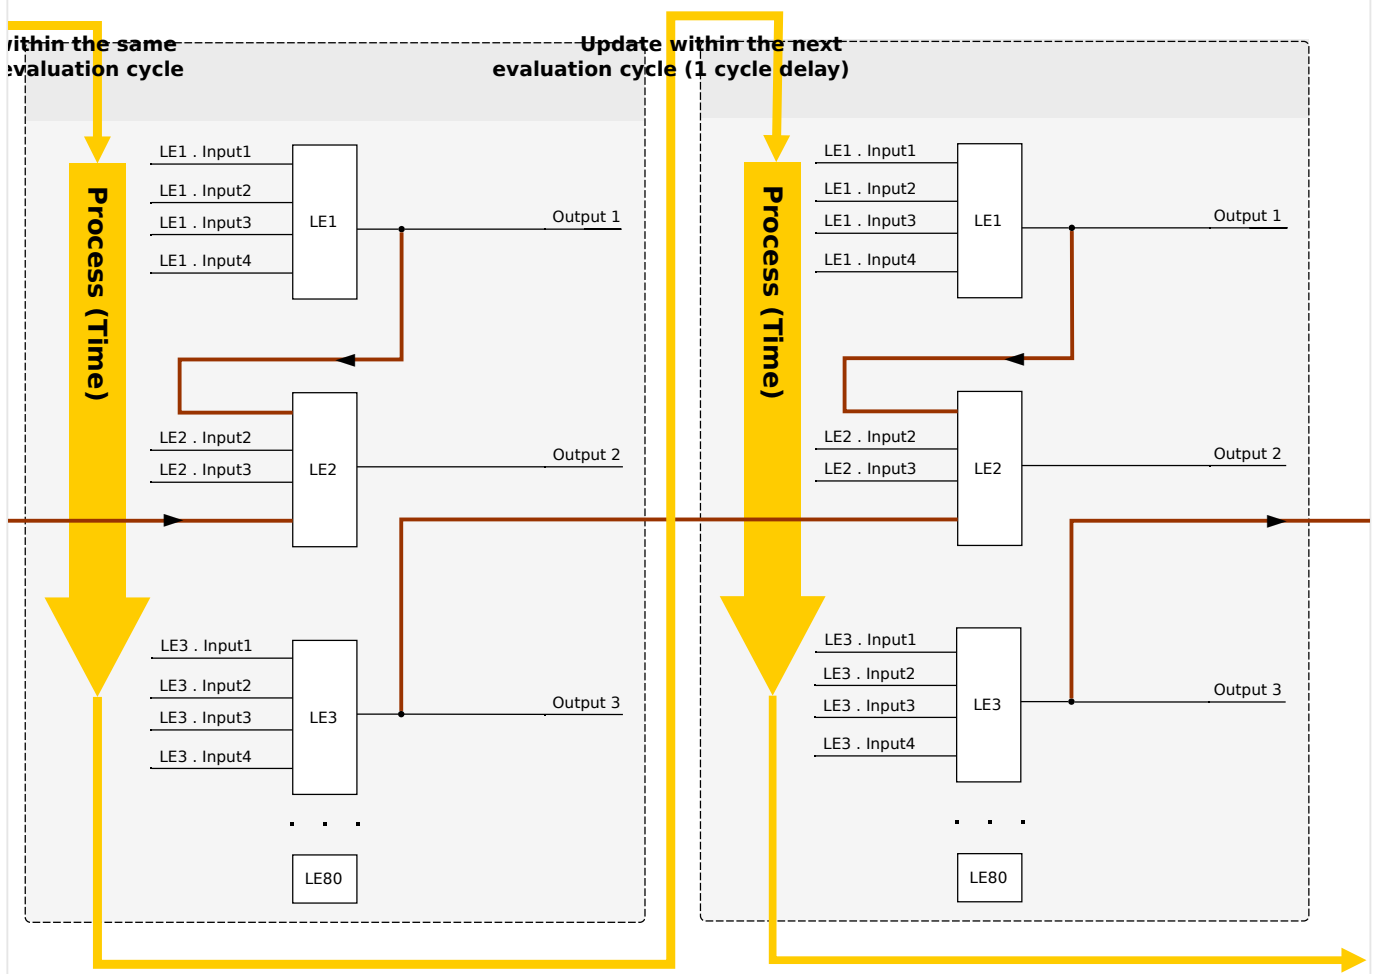 within the same
evaluation cycle
Process (Time)
LE1 . Input1
LE1 . Input2
LE1 . Input3
LE1 . Input4
LE1
Output 1
LE2 . Input2
LE2 . Input3
LE2
Output 2
LE3 . Input1
LE3 . Input2
LE3 . Input3
LE3 . Input4
LE3
Output 3
. . .
LE80
Update within the next
evaluation cycle (1 cycle delay)
Process (Time)
LE1 . Input1
LE1 . Input2
LE1 . Input3
LE1 . Input4
LE1
Output 1
LE2 . Input2
LE2 . Input3
LE2
Output 2
LE3 . Input1
LE3 . Input2
LE3 . Input3
LE3 . Input4
LE3
Output 3
. . .
LE80